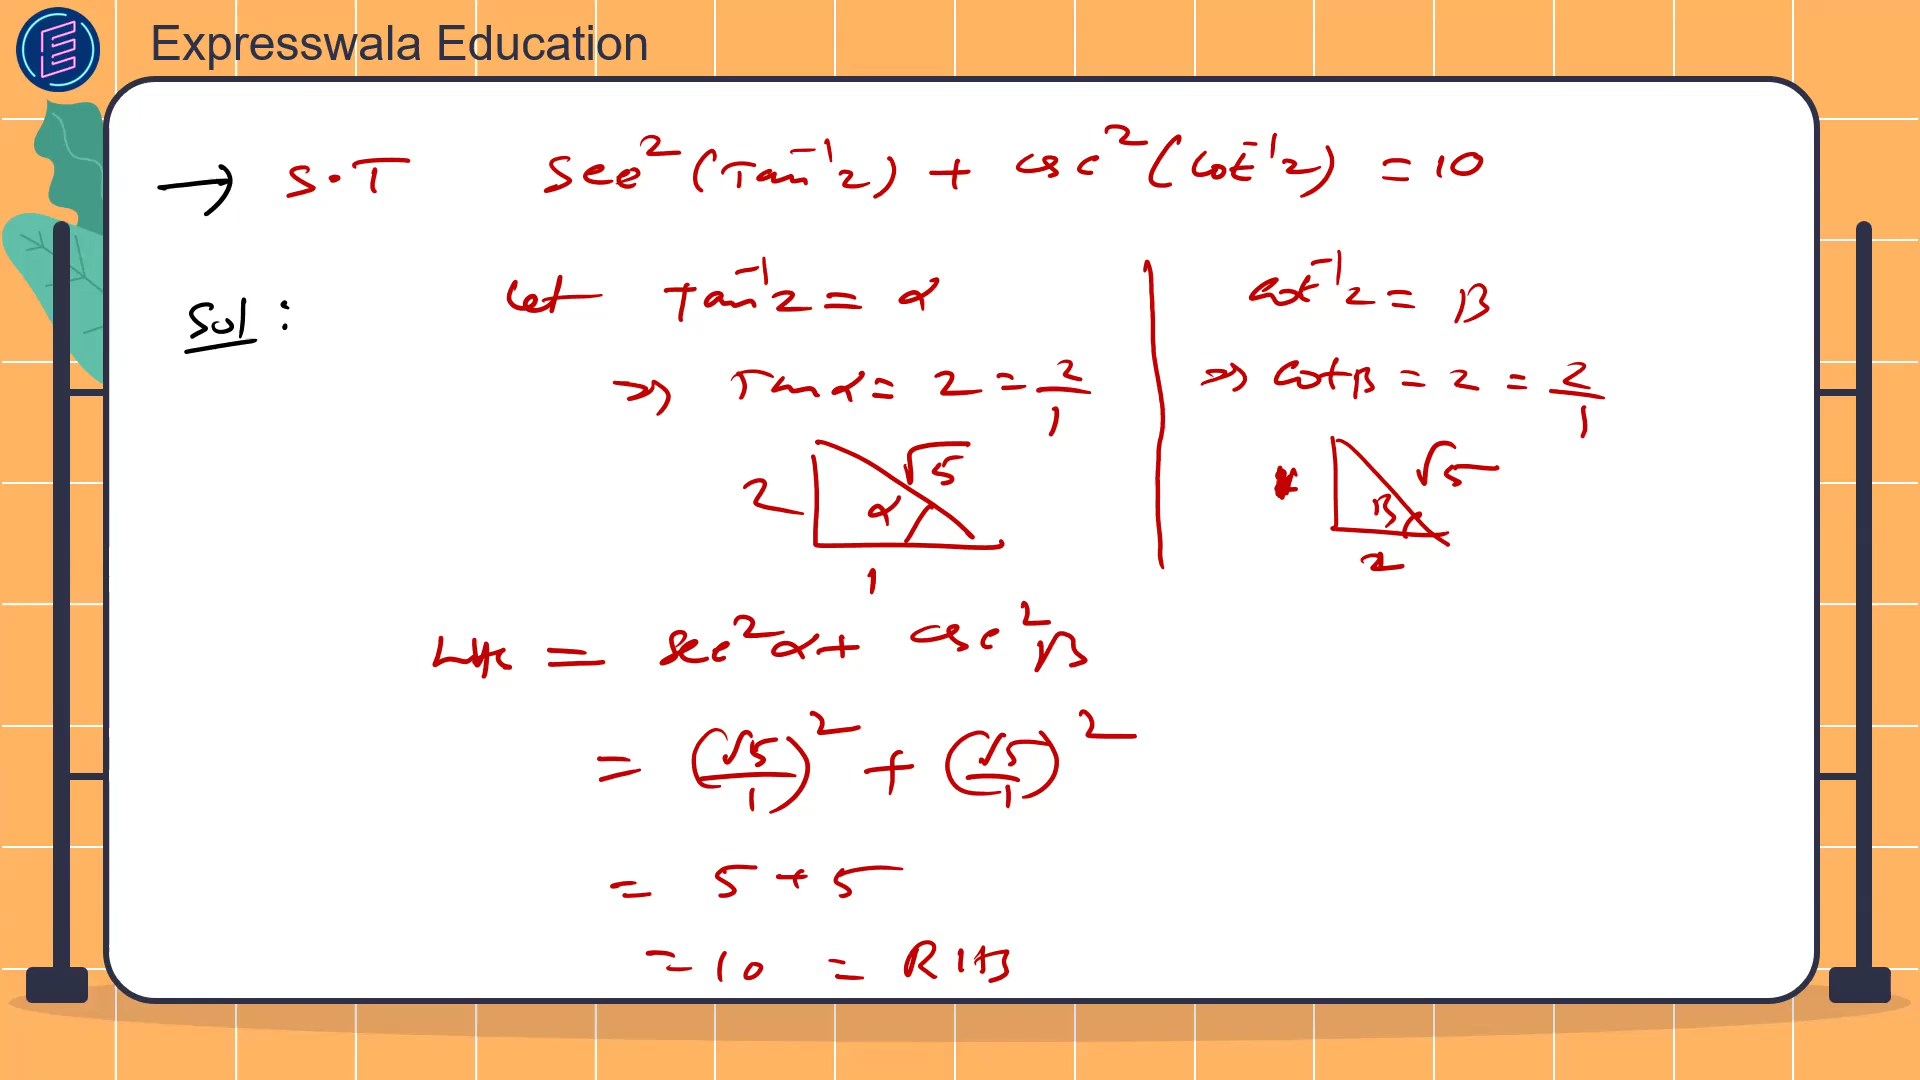 Expresswala Education
→ S.T sec²(Tan⁻¹2) + csc²(cot⁻¹2) = 10
Sol :
let Tan⁻¹2 = α
⇒ Tan α = 2 = 2/1
2 √5 α 1
cot⁻¹2 = β
⇒ cot β = 2 = 2/1
√5 β 2
LHS = sec²α + csc²β
= (√5/1)² + (√5/1)²
= 5 + 5
= 10 = RHS